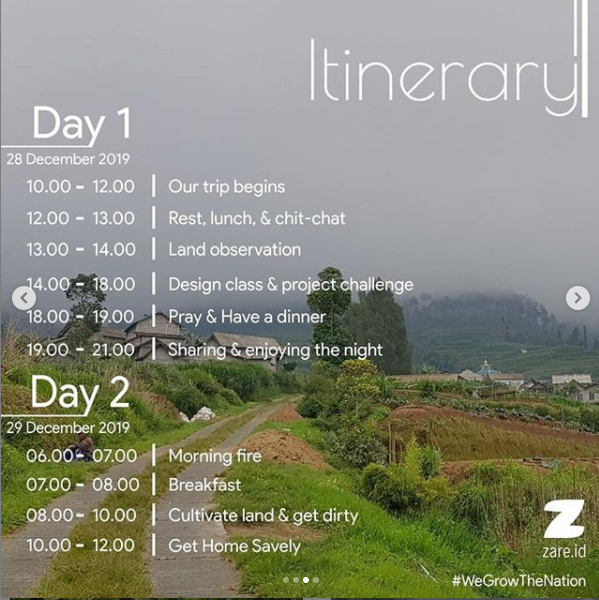 Itinerary
Day 1
28 December 2019
10.00 - 12.00 | Our trip begins
12.00 - 13.00 | Rest, lunch, & chit-chat
13.00 - 14.00 | Land observation
14.00 - 18.00 | Design class & project challenge
18.00 - 19.00 | Pray & Have a dinner
19.00 - 21.00 | Sharing & enjoying the night
Day 2
29 December 2019
06.00 - 07.00 | Morning fire
07.00 - 08.00 | Breakfast
08.00 - 10.00 | Cultivate land & get dirty
10.00 - 12.00 | Get Home Savely
zare.id
#WeGrowTheNation